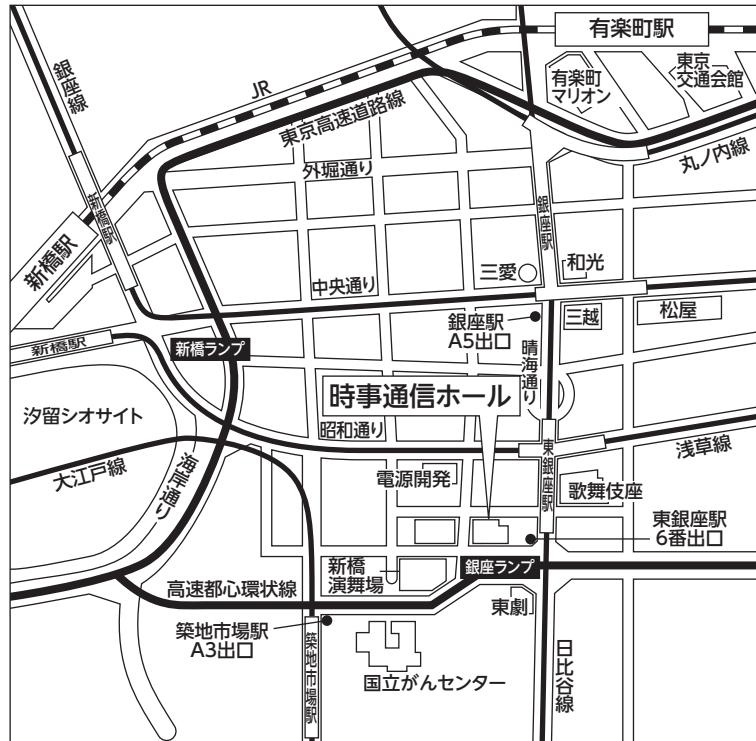 有楽町駅
銀座線
JR
東京高速道路線
有楽町
マリオン
東京
交通会館
丸ノ内線
外堀通り
新橋駅
新橋駅
銀座駅
三愛
和光
中央通り
銀座駅
A5出口
三越
松屋
新橋駅
新橋ランプ
晴海通り
時事通信ホール
汐留シオサイト
昭和通り
浅草線
大江戸線
海岸通り
電源開発
東銀座駅
歌舞伎座
東銀座駅
6番出口
新橋
演舞場
銀座ランプ
高速都心環状線
東劇
築地市場駅
A3出口
築地市場駅
国立がんセンター
日比谷線